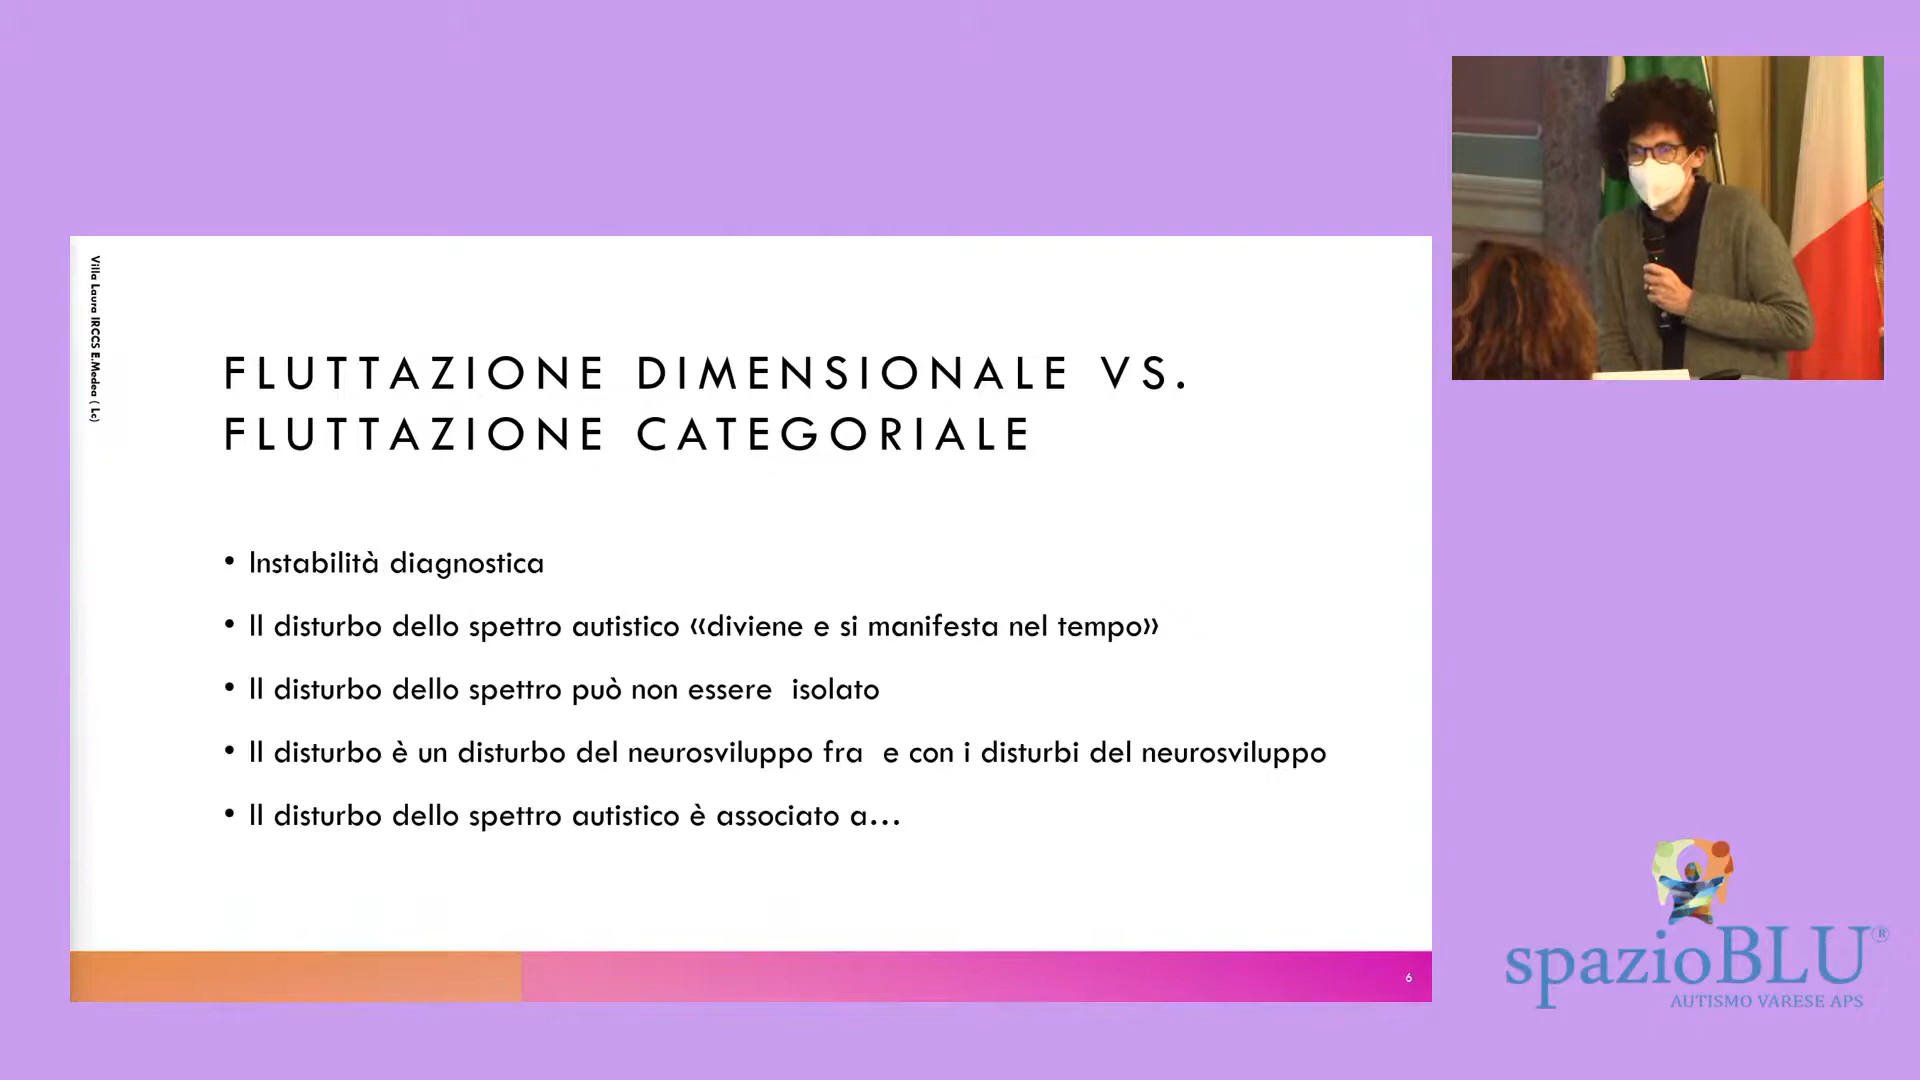 Villa Laura IRCCS E.Medea ( Lc)
FLUTTAZIONE DIMENSIONALE VS.
FLUTTAZIONE CATEGORIALE
• Instabilità diagnostica
• Il disturbo dello spettro autistico «diviene e si manifesta nel tempo»
• Il disturbo dello spettro può non essere  isolato
• Il disturbo è un disturbo del neurosviluppo fra  e con i disturbi del neurosviluppo
• Il disturbo dello spettro autistico è associato a…
6
spazioBLU®
AUTISMO VARESE APS